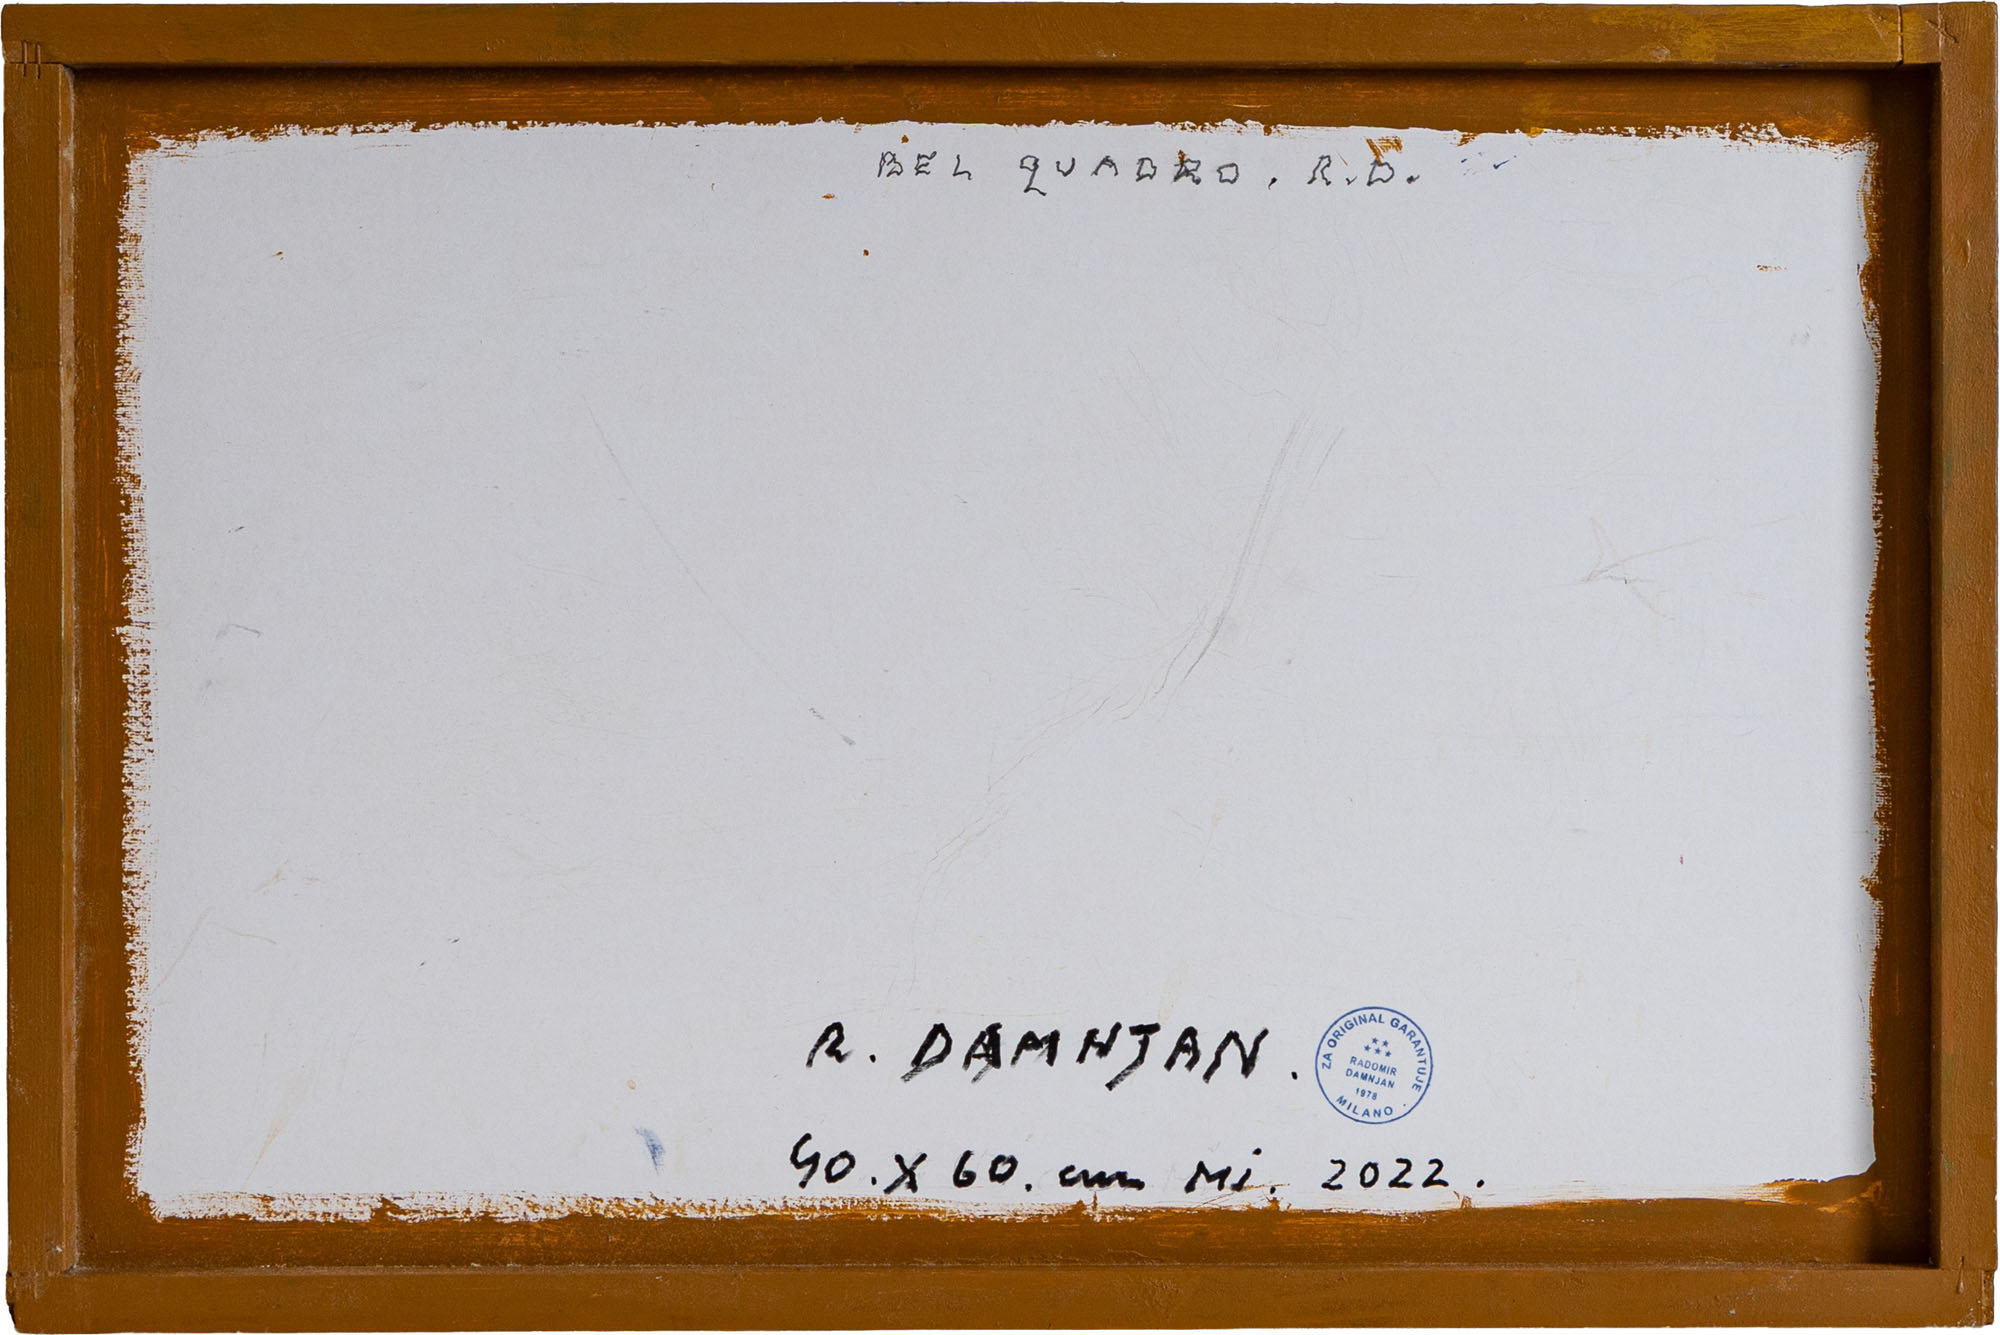 BEL QUADRO. R.D.
R. DAMNJAN.
ZA ORIGINAL GARANTUJE
RADOMIR
DAMNJAN
1978
MILANO
40.X 60. cm Mi. 2022.